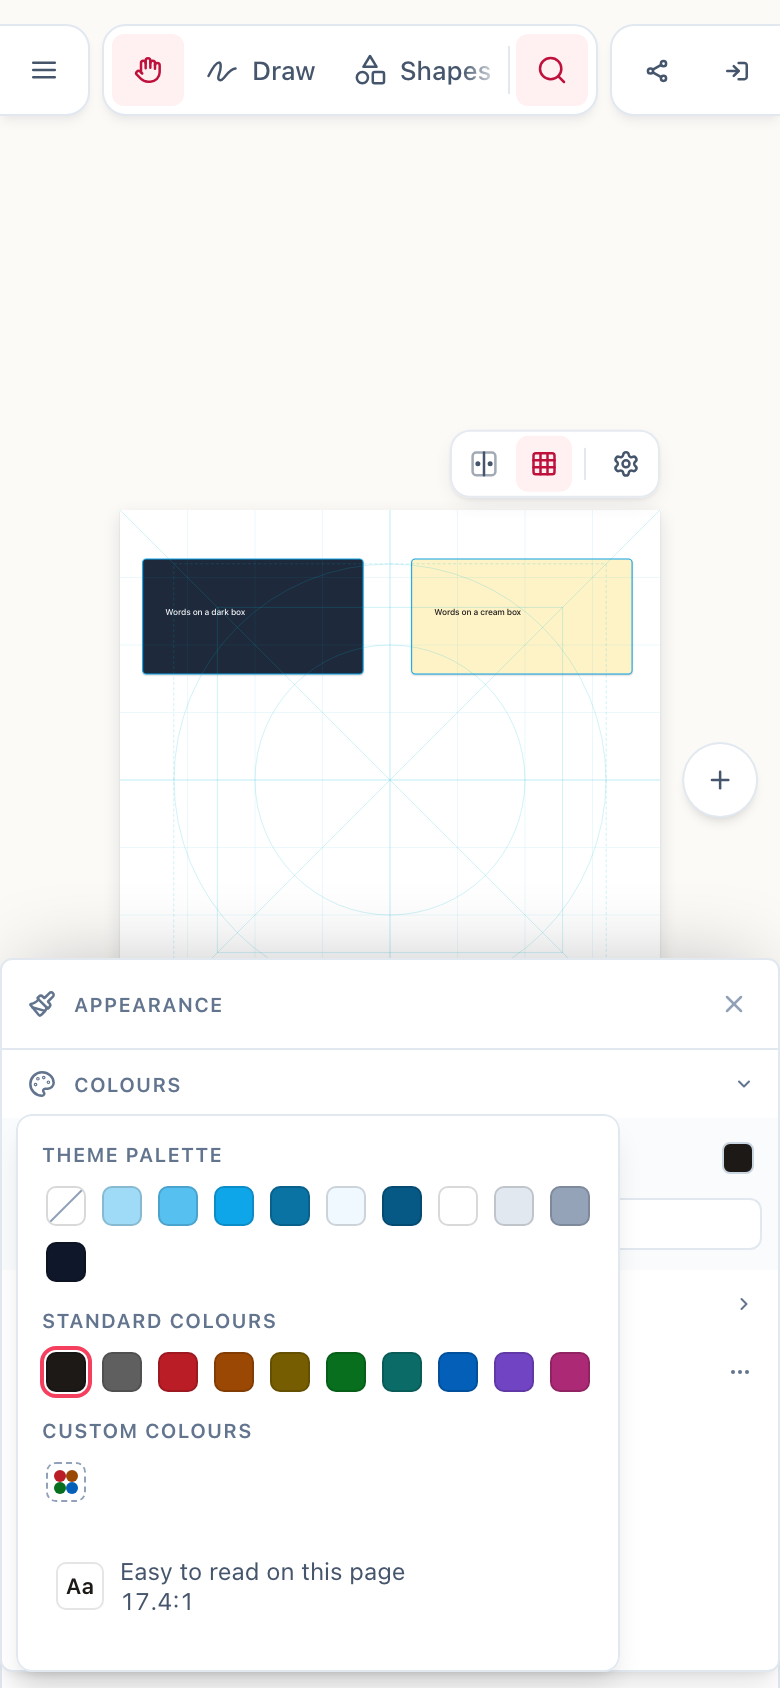 Draw
Shapes
Words on a dark box
Words on a cream box
APPEARANCE
COLOURS
THEME PALETTE
STANDARD COLOURS
CUSTOM COLOURS
Aa
Easy to read on this page
17.4:1